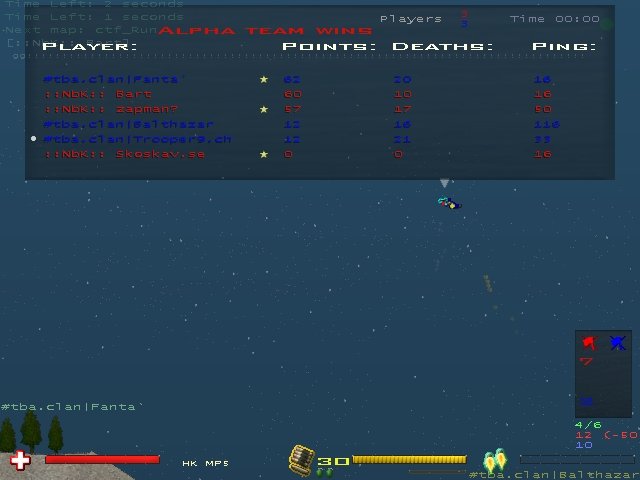 Time Left: 2 seconds
Time Left: 1 seconds
Next map: ctf_Run
Alpha team wins
Players 3
3
Time 00:00
Player: Points: Deaths: Ping:
#tba.clan|Fanta` 62 20 16
::NbK:: Bart 60 10 16
::NbK:: zapman? 57 17 50
#tba.clan|Balthazar 12 16 116
#tba.clan|Trooper9.ch 12 21 33
::NbK:: Skoskav.se 0 0 16
7
#tba.clan|Fanta`
4/6
12 (-50
10
HK MP5
30
#tba.clan|Balthazar